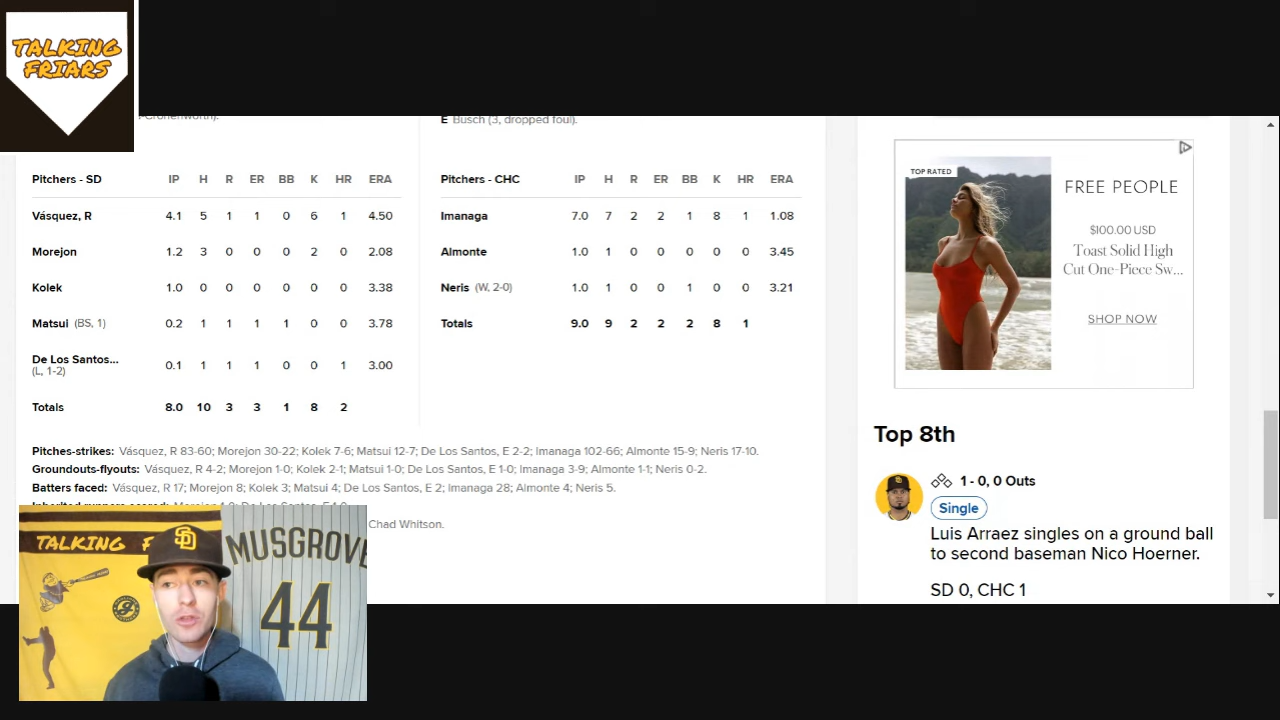 TALKING
FRIARS
E Busch (3, dropped foul).
Pitchers - SD IP H R ER BB K HR ERA
Vásquez, R 4.1 5 1 1 0 6 1 4.50
Morejon 1.2 3 0 0 0 2 0 2.08
Kolek 1.0 0 0 0 0 0 0 3.38
Matsui (BS, 1) 0.2 1 1 1 1 0 0 3.78
De Los Santos...
(L, 1-2) 0.1 1 1 1 0 0 1 3.00
Totals 8.0 10 3 3 1 8 2
Pitchers - CHC IP H R ER BB K HR ERA
Imanaga 7.0 7 2 2 1 8 1 1.08
Almonte 1.0 1 0 0 0 0 0 3.45
Neris (W, 2-0) 1.0 1 0 0 1 0 0 3.21
Totals 9.0 9 2 2 2 8 1
Pitches-strikes: Vásquez, R 83-60; Morejon 30-22; Kolek 7-6; Matsui 12-7; De Los Santos, E 2-2; Imanaga 102-66; Almonte 15-9; Neris 17-10.
Groundouts-flyouts: Vásquez, R 4-2; Morejon 1-0; Kolek 2-1; Matsui 1-0; De Los Santos, E 1-0; Imanaga 3-9; Almonte 1-1; Neris 0-2.
Batters faced: Vásquez, R 17; Morejon 8; Kolek 3; Matsui 4; De Los Santos, E 2; Imanaga 28; Almonte 4; Neris 5.
Chad Whitson.
TOP RATED
FREE PEOPLE
$100.00 USD
Toast Solid High
Cut One-Piece Sw...
SHOP NOW
Top 8th
1 - 0, 0 Outs
Single
Luis Arraez singles on a ground ball
to second baseman Nico Hoerner.
SD 0, CHC 1
TALKING F
SD
MUSGROVE
44